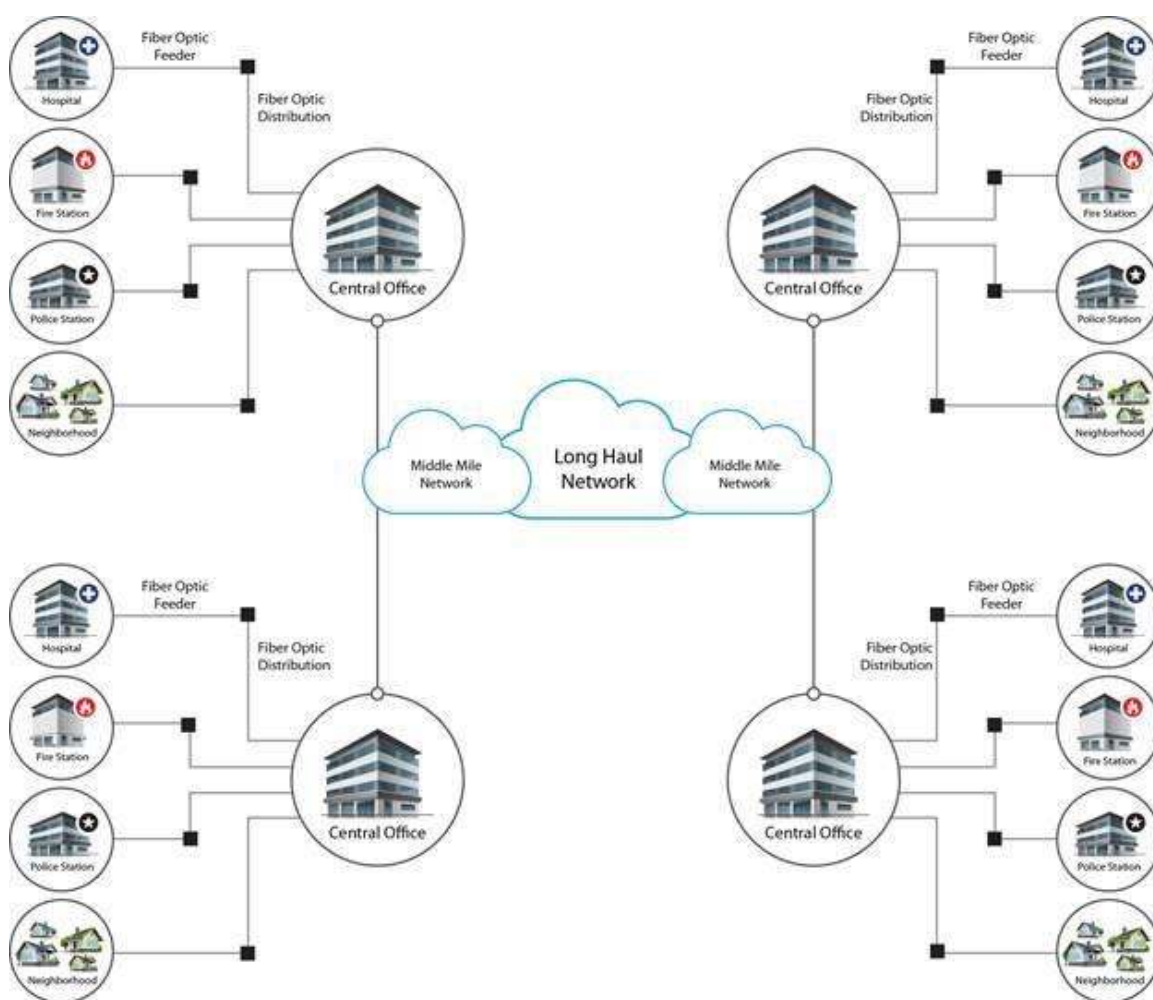 Fiber Optic
Feeder
Fiber Optic
Distribution
Hospital
Fire Station
Police Station
Neighborhood
Central Office
Fiber Optic
Feeder
Fiber Optic
Distribution
Hospital
Fire Station
Police Station
Neighborhood
Central Office
Middle Mile
Network
Long Haul
Network
Middle Mile
Network
Fiber Optic
Feeder
Fiber Optic
Distribution
Hospital
Fire Station
Police Station
Neighborhood
Central Office
Fiber Optic
Feeder
Fiber Optic
Distribution
Hospital
Fire Station
Police Station
Neighborhood
Central Office